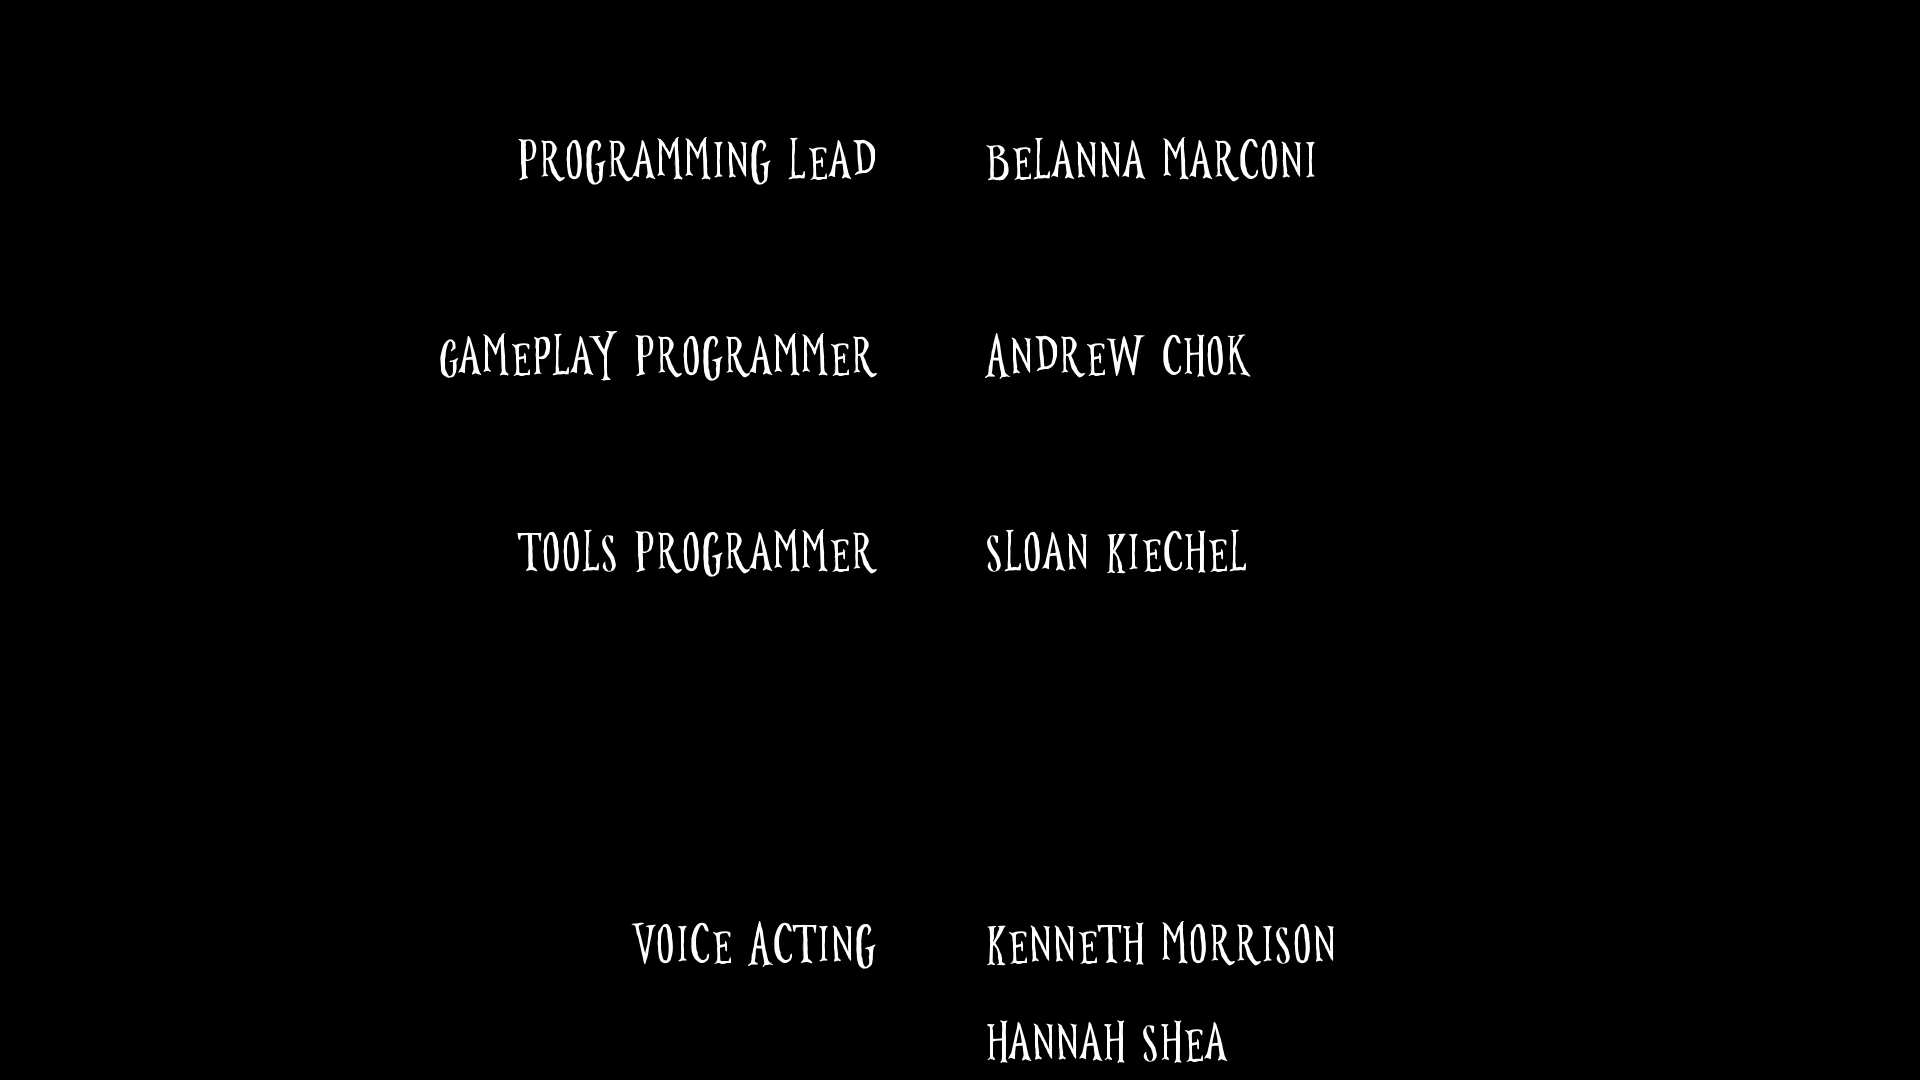 PROGRAMMING LEAD BELANNA MARCONI
GAMEPLAY PROGRAMMER ANDREW CHOK
TOOLS PROGRAMMER SLOAN KIECHEL
VOICE ACTING KENNETH MORRISON
HANNAH SHEA